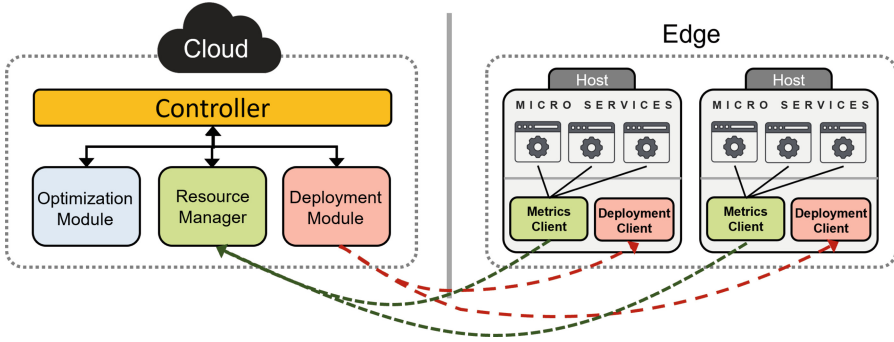 Cloud
Controller
Optimization
Module
Resource
Manager
Deployment
Module
Edge
Host
MICRO SERVICES
Metrics
Client
Deployment
Client
Host
MICRO SERVICES
Metrics
Client
Deployment
Client